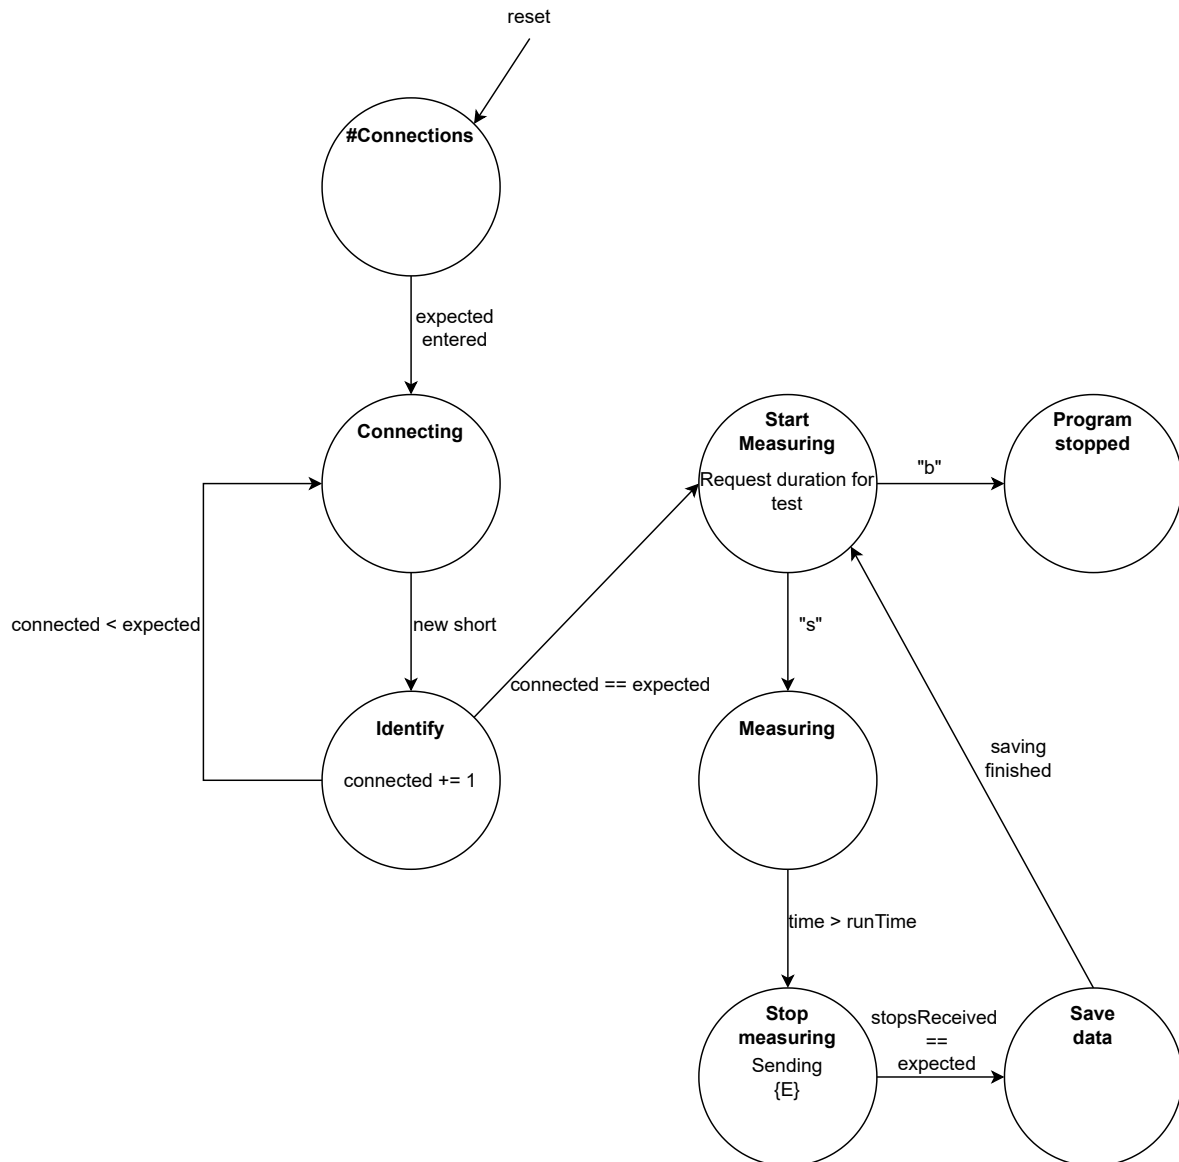 reset
#Connections
expected
entered
Connecting
Start
Measuring
Request duration for
test
"b"
Program
stopped
connected < expected
new short
"s"
connected == expected
Identify
connected += 1
Measuring
saving
finished
time > runTime
Stop
measuring
Sending
{E}
stopsReceived
==
expected
Save
data